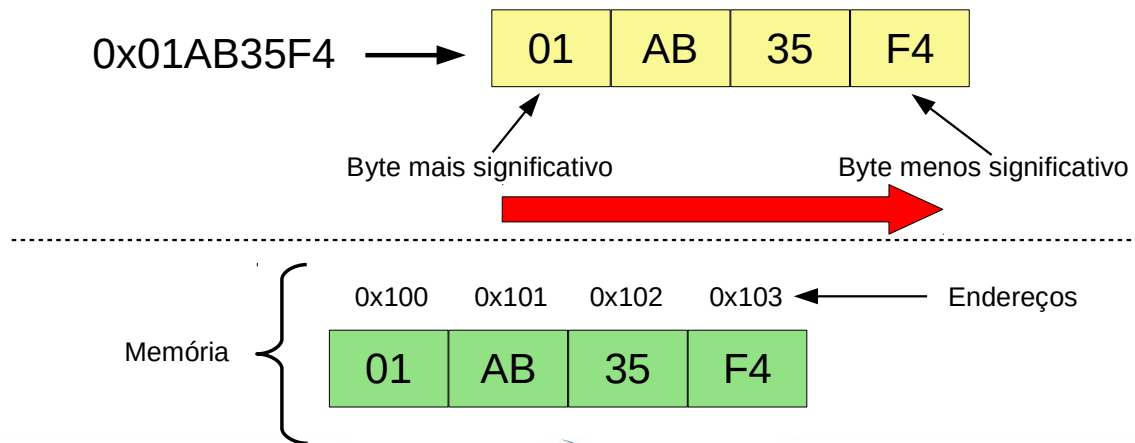 0x01AB35F4
01 AB 35 F4
Byte mais significativo
Byte menos significativo
0x100 0x101 0x102 0x103
Endereços
Memória
01 AB 35 F4